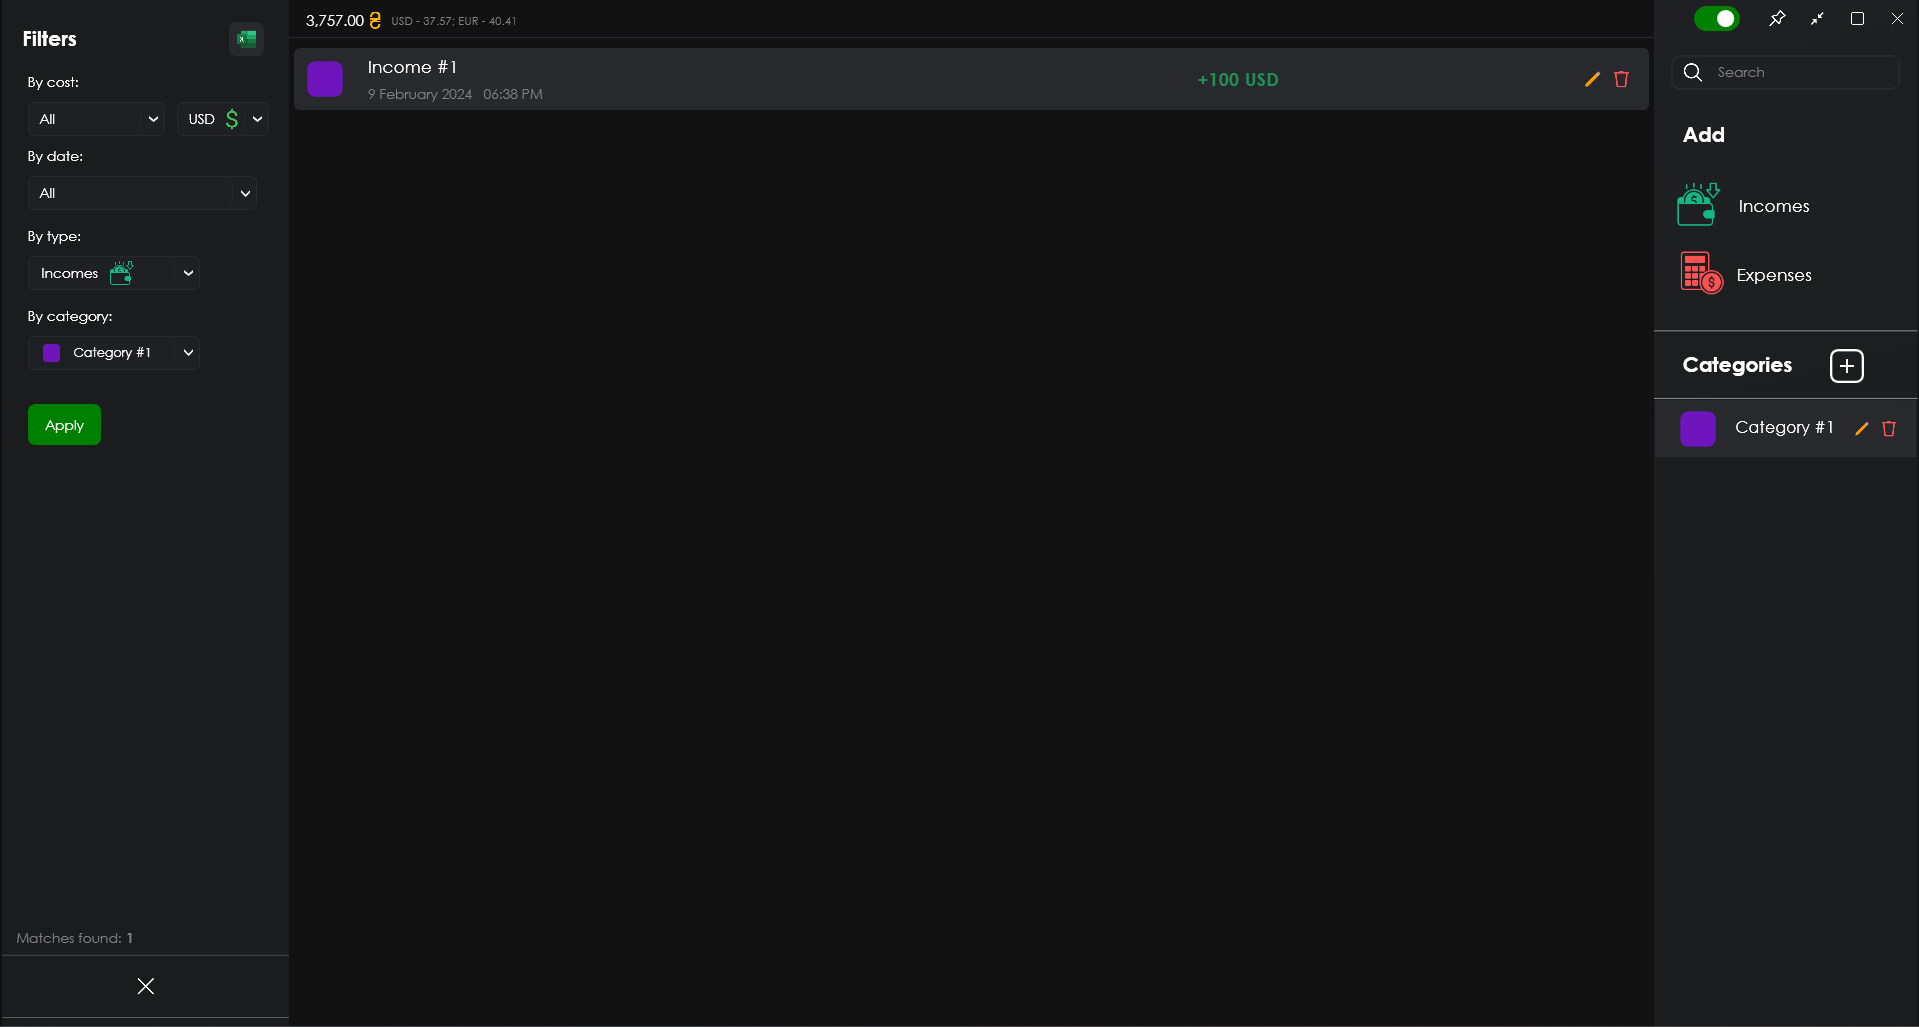 Filters
By cost:
All
USD
By date:
All
By type:
Incomes
By category:
Category #1
Apply
Matches found: 1
3,757.00 ₴ USD - 37.57; EUR - 40.41
Income #1
9 February 2024 06:38 PM
+100 USD
Search
Add
Incomes
Expenses
Categories
Category #1